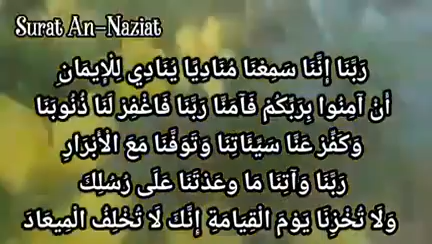 Surat An-Naziat
رَبَّنَا إِنَّنَا سَمِعْنَا مُنَادِيًا يُنَادِي لِلْإِيمَانِ
أَنْ آمِنُوا بِرَبِّكُمْ فَآمَنَّا رَبَّنَا فَاغْفِرْ لَنَا ذُنُوبَنَا
وَكَفِّرْ عَنَّا سَيِّئَاتِنَا وَتَوَفَّنَا مَعَ الْأَبْرَارِ
رَبَّنَا وَآتِنَا مَا وَعَدْتَنَا عَلَى رُسُلِكَ
وَلَا تُخْزِنَا يَوْمَ الْقِيَامَةِ إِنَّكَ لَا تُخْلِفُ الْمِيعَادَ